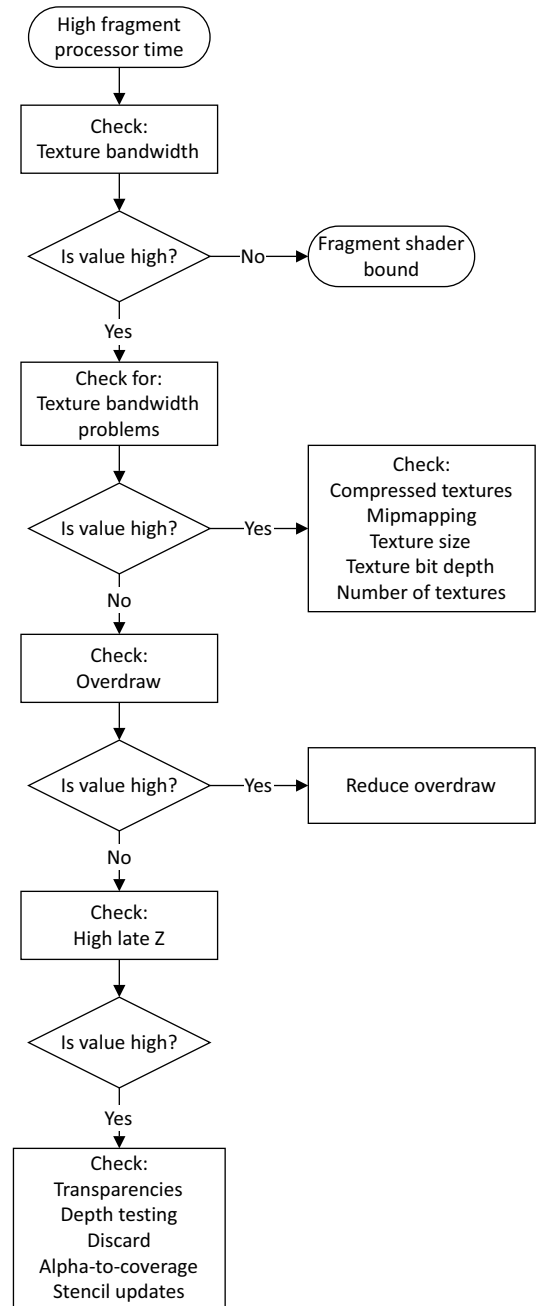 High fragment
processor time
Check:
Texture bandwidth
Is value high?
No
Fragment shader
bound
Yes
Check for:
Texture bandwidth
problems
Is value high?
Yes
Check:
Compressed textures
Mipmapping
Texture size
Texture bit depth
Number of textures
No
Check:
Overdraw
Is value high?
Yes
Reduce overdraw
No
Check:
High late Z
Is value high?
Yes
Check:
Transparencies
Depth testing
Discard
Alpha-to-coverage
Stencil updates